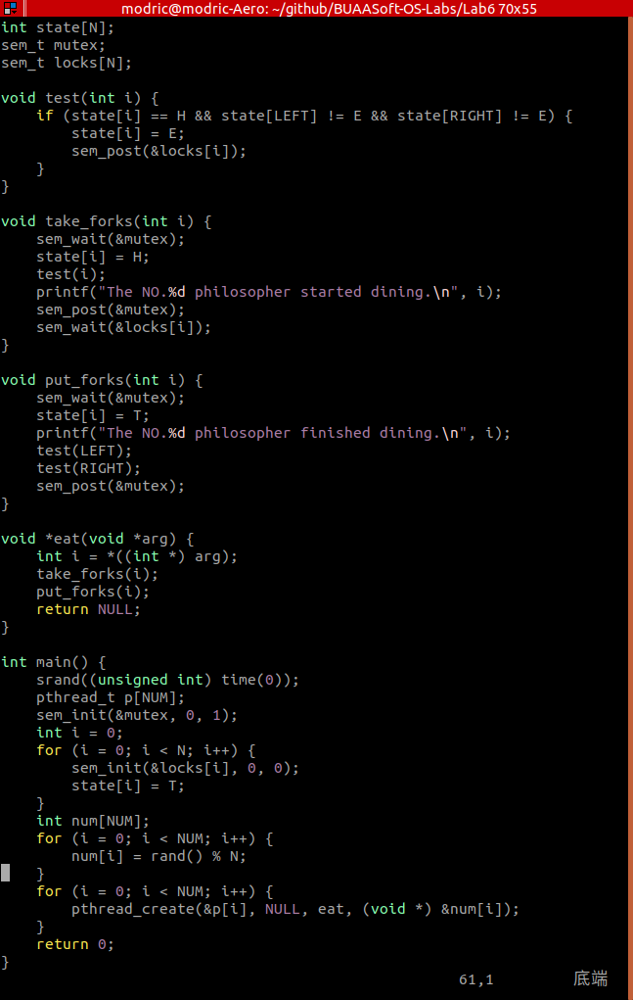 modric@modric-Aero: ~/github/BUAASoft-OS-Labs/Lab6 70x55
int state[N];
sem_t mutex;
sem_t locks[N];

void test(int i) {
    if (state[i] == H && state[LEFT] != E && state[RIGHT] != E) {
        state[i] = E;
        sem_post(&locks[i]);
    }
}

void take_forks(int i) {
    sem_wait(&mutex);
    state[i] = H;
    test(i);
    printf("The NO.%d philosopher started dining.\n", i);
    sem_post(&mutex);
    sem_wait(&locks[i]);
}

void put_forks(int i) {
    sem_wait(&mutex);
    state[i] = T;
    printf("The NO.%d philosopher finished dining.\n", i);
    test(LEFT);
    test(RIGHT);
    sem_post(&mutex);
}

void *eat(void *arg) {
    int i = *((int *) arg);
    take_forks(i);
    put_forks(i);
    return NULL;
}

int main() {
    srand((unsigned int) time(0));
    pthread_t p[NUM];
    sem_init(&mutex, 0, 1);
    int i = 0;
    for (i = 0; i < N; i++) {
        sem_init(&locks[i], 0, 0);
        state[i] = T;
    }
    int num[NUM];
    for (i = 0; i < NUM; i++) {
        num[i] = rand() % N;
    }
    for (i = 0; i < NUM; i++) {
        pthread_create(&p[i], NULL, eat, (void *) &num[i]);
    }
    return 0;
}
61,1 底端